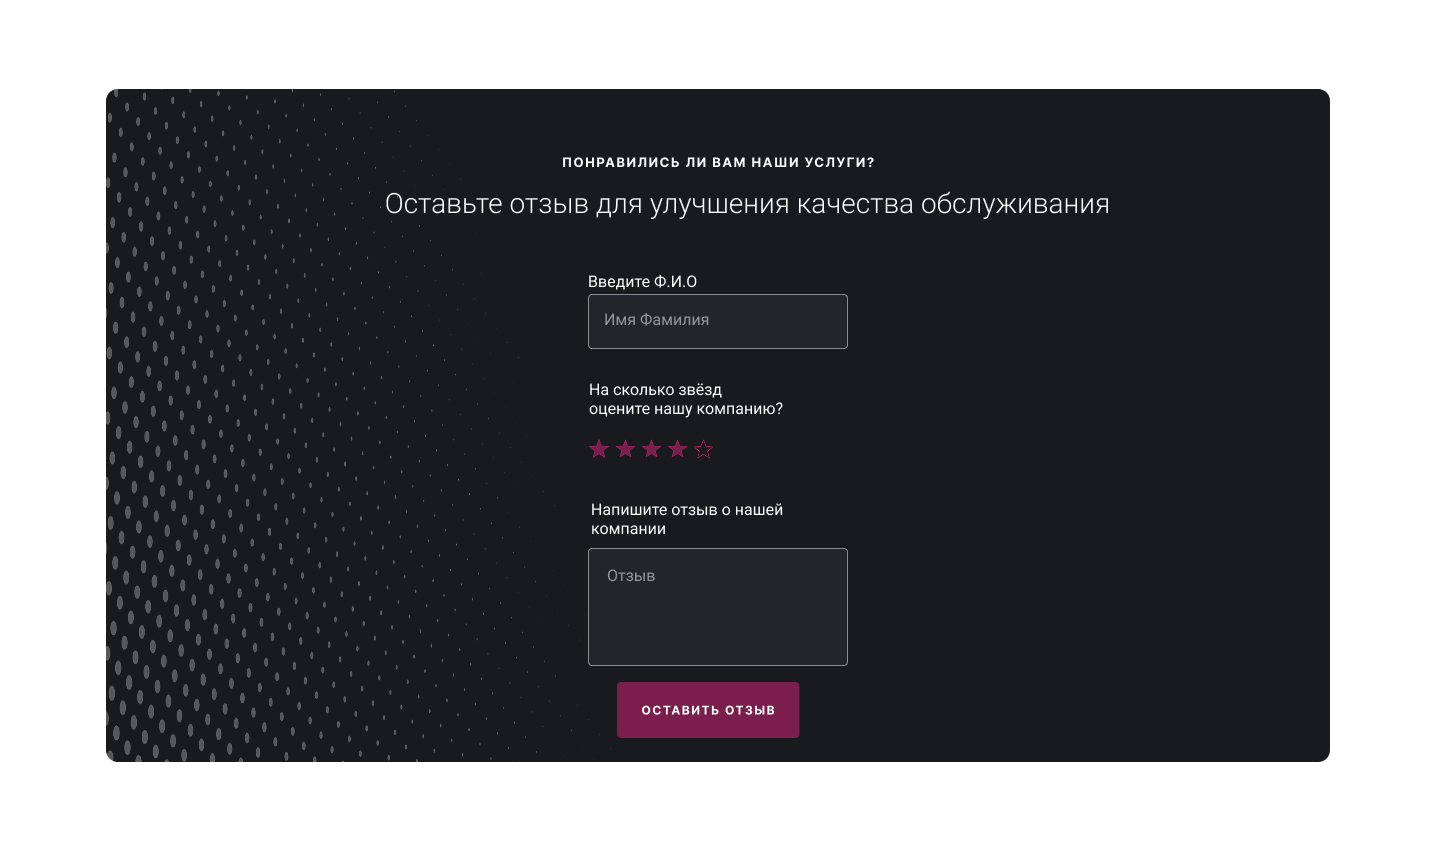 ПОНРАВИЛИСЬ ЛИ ВАМ НАШИ УСЛУГИ?
Оставьте отзыв для улучшения качества обслуживания
Введите Ф.И.О
Имя Фамилия
На сколько звёзд
оцените нашу компанию?
Напишите отзыв о нашей
компании
Отзыв
ОСТАВИТЬ ОТЗЫВ